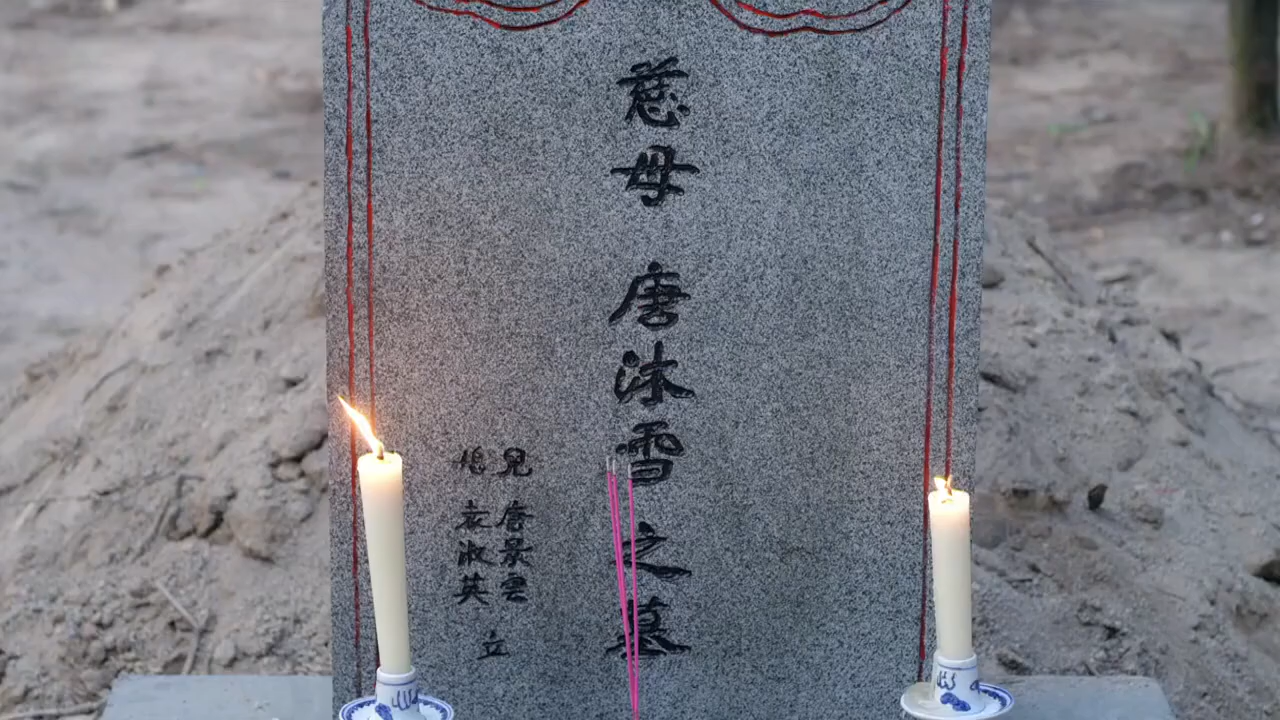 慈母 唐沐雪 之墓
兒 唐景雲
媳 袁淑英 立